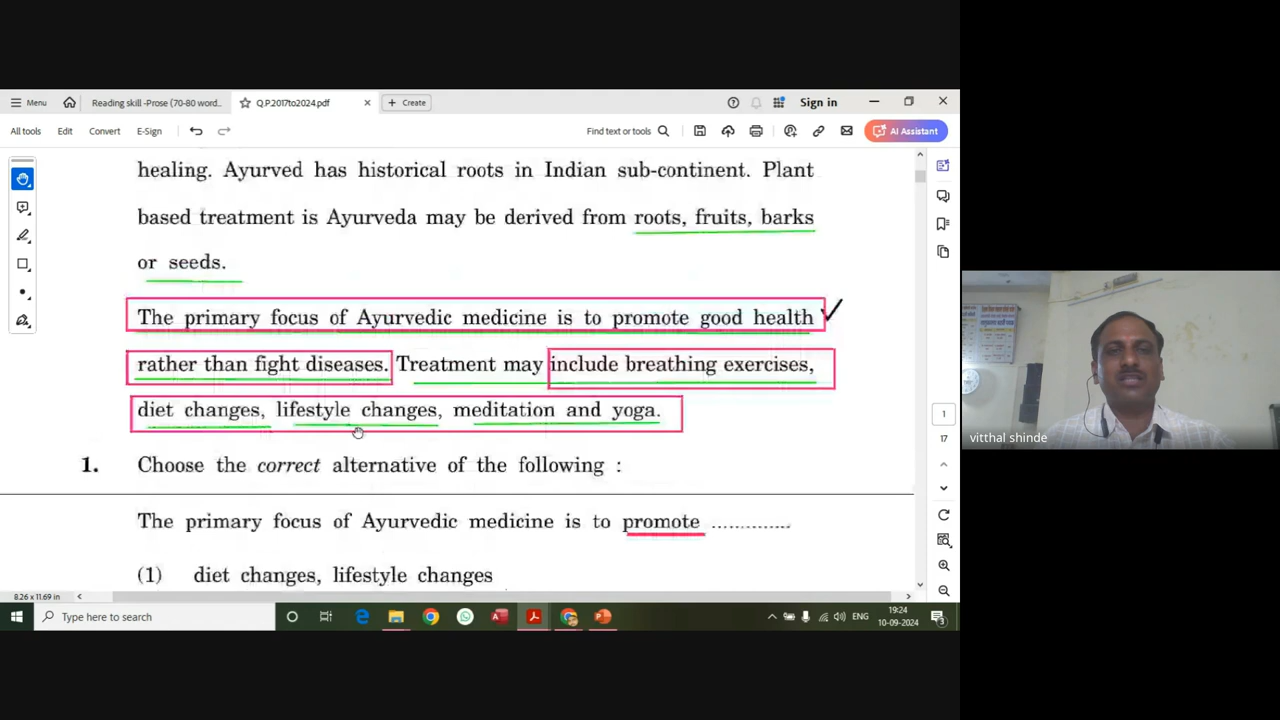 Menu
Reading skill -Prose (70-80 word..
Q.P.2017to2024.pdf
Create
Sign in
All tools
Edit
Convert
E-Sign
Find text or tools
AI Assistant
healing. Ayurved has historical roots in Indian sub-continent. Plant
based treatment is Ayurveda may be derived from roots, fruits, barks
or seeds.
The primary focus of Ayurvedic medicine is to promote good health
rather than fight diseases. Treatment may include breathing exercises,
diet changes, lifestyle changes, meditation and yoga.
1. Choose the correct alternative of the following :
The primary focus of Ayurvedic medicine is to promote .............
(1) diet changes, lifestyle changes
1
17
8.26 x 11.69 in
vitthal shinde
Type here to search
19:24
10-09-2024
3